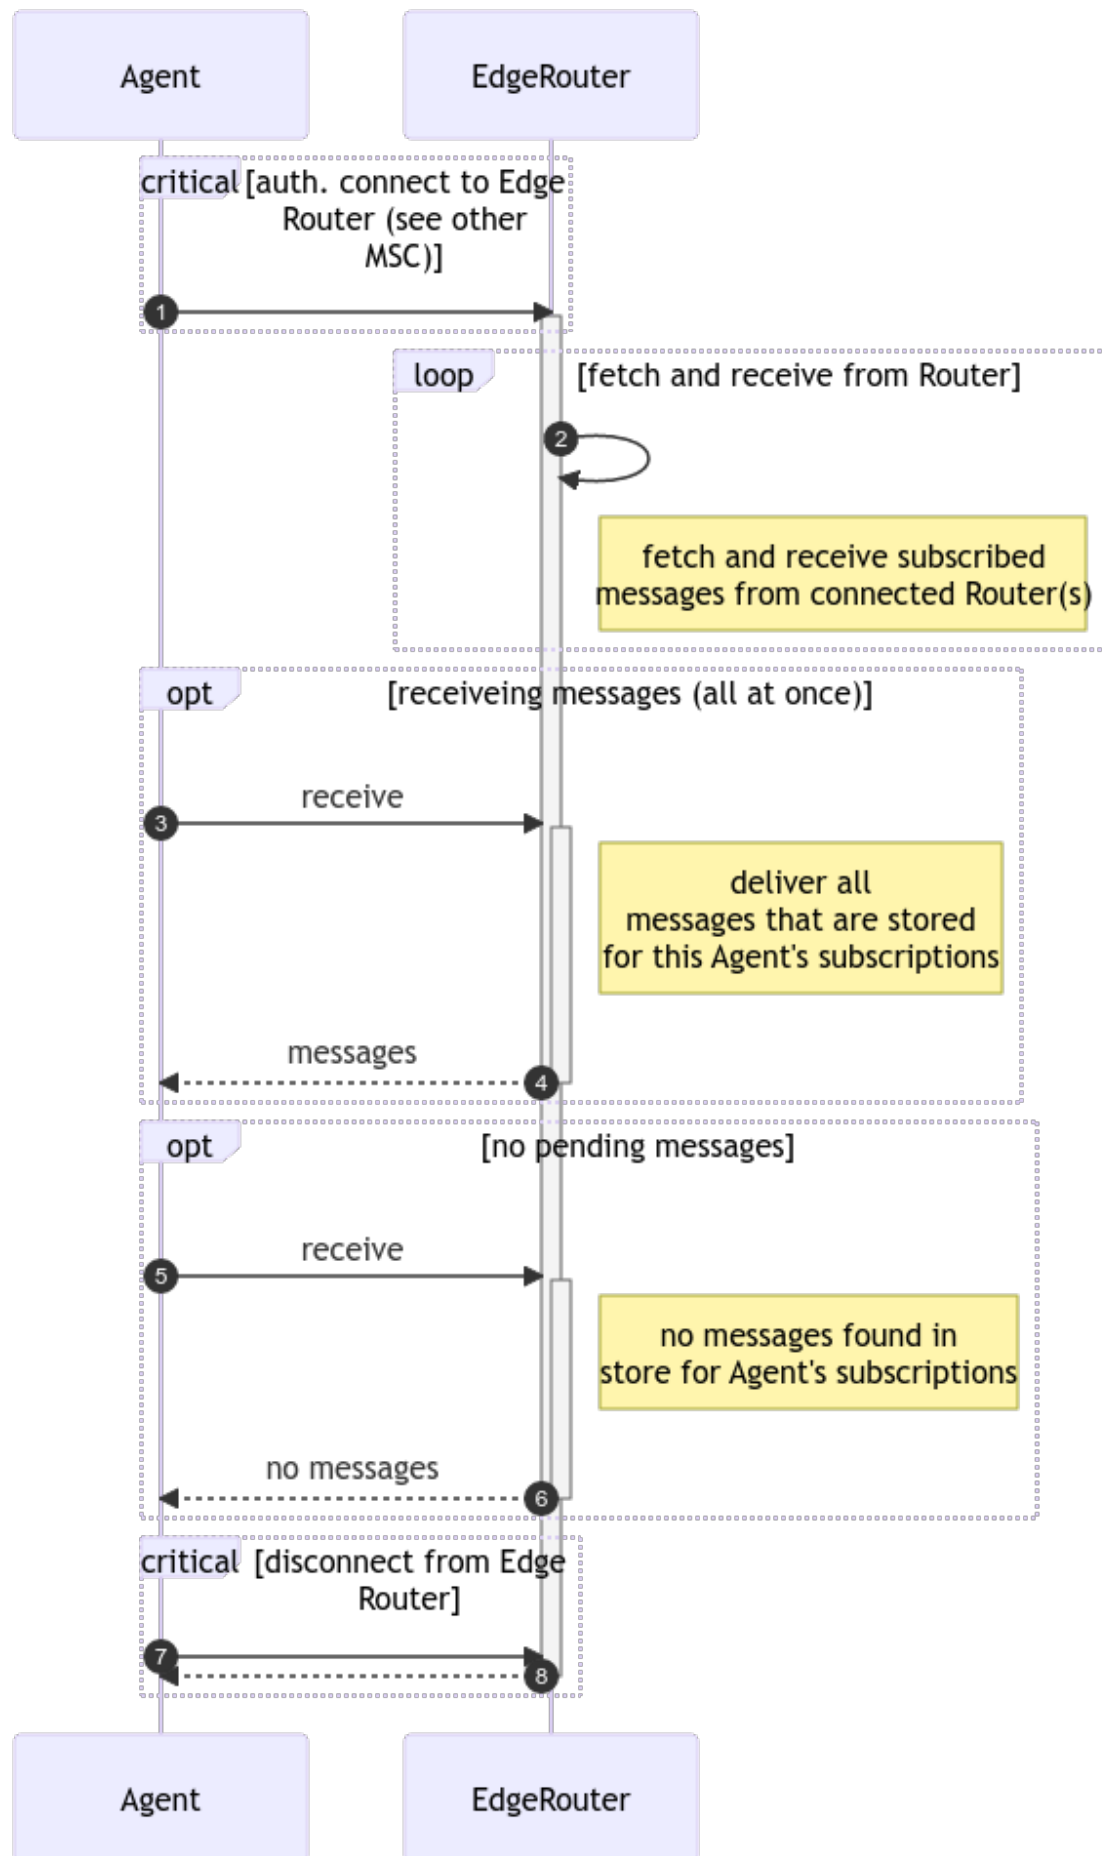 Agent
EdgeRouter
critical
[auth. connect to Edge
Router (see other
MSC)]
1
loop
[fetch and receive from Router]
2
fetch and receive subscribed
messages from connected Router(s)
opt
[receiveing messages (all at once)]
receive
3
deliver all
messages that are stored
for this Agent's subscriptions
messages
4
opt
[no pending messages]
receive
5
no messages found in
store for Agent's subscriptions
no messages
6
critical
[disconnect from Edge
Router]
7
8
Agent
EdgeRouter